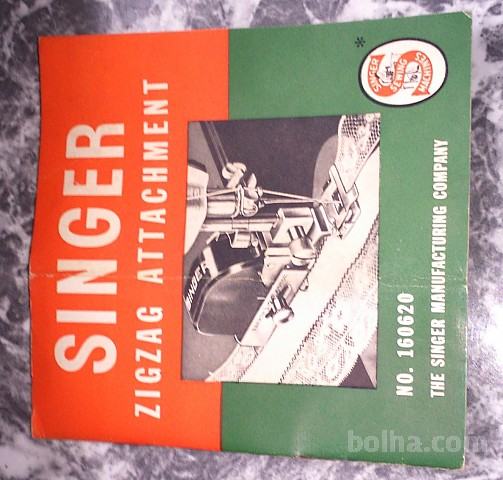 SINGER
ZIGZAG ATTACHMENT
SINGER
SINGER
SEWING
MACHINES
*
NO. 160620
THE SINGER MANUFACTURING COMPANY
bolha.com